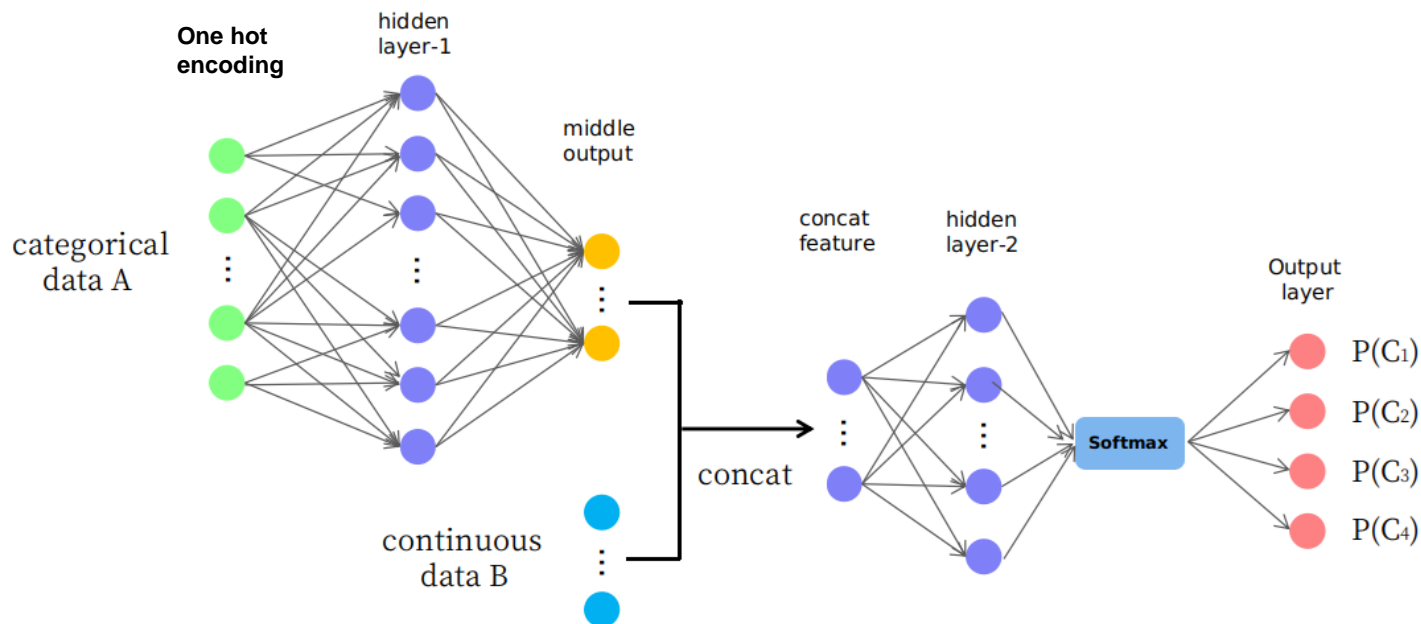 One hot
encoding
hidden
layer-1
middle
output
categorical
data A
⋮
⋮
⋮
continuous
data B
⋮
concat
concat
feature
hidden
layer-2
⋮
⋮
Softmax
Output
layer
P(C₁)
P(C₂)
P(C₃)
P(C₄)